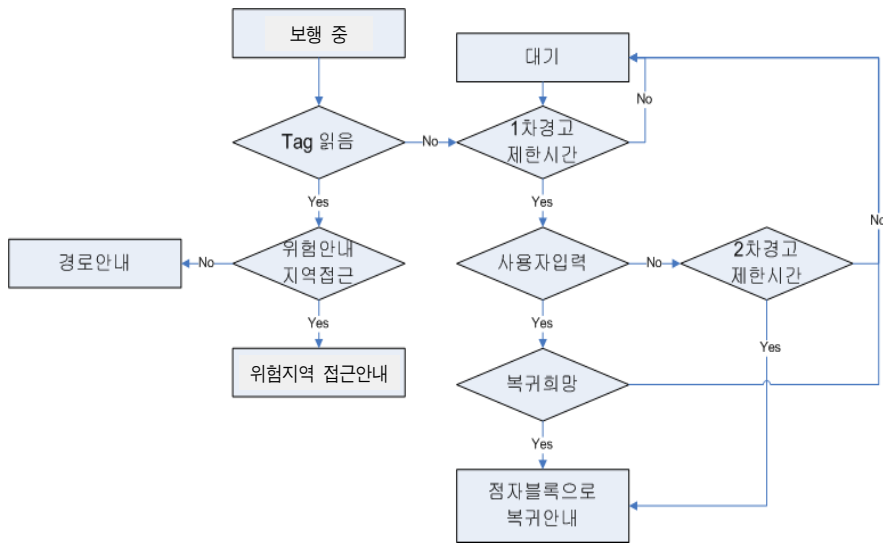 보행 중
대기
No
Tag 읽음
No
1차경고
제한시간
Yes
Yes
No
경로안내
No
위험안내
지역접근
사용자입력
No
2차경고
제한시간
Yes
Yes
Yes
위험지역 접근안내
복귀희망
Yes
점자블록으로
복귀안내